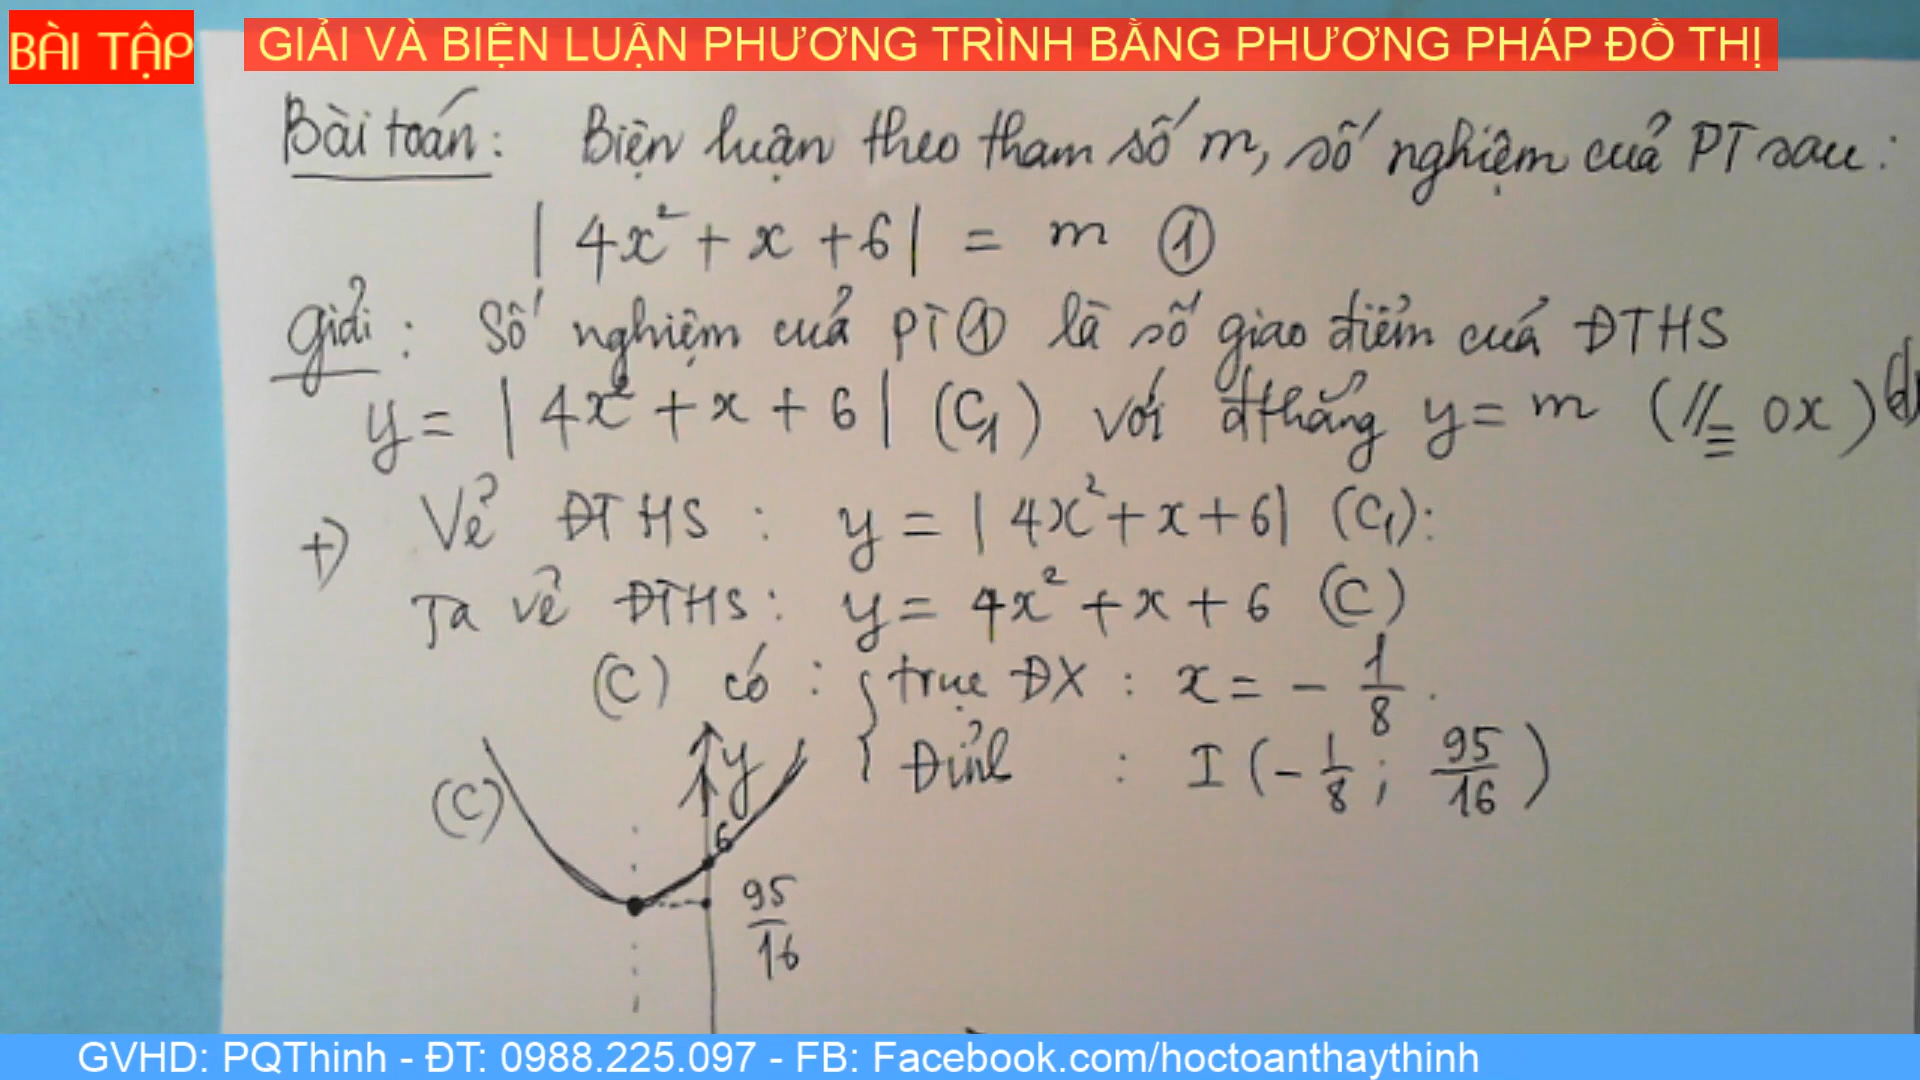 BÀI TẬP
GIẢI VÀ BIỆN LUẬN PHƯƠNG TRÌNH BẰNG PHƯƠNG PHÁP ĐỒ THỊ
Bài toán: Biện luận theo tham số m, số nghiệm của PT sau:
|4x² + x + 6| = m ①
Giải: Số nghiệm của PT ① là số giao điểm của ĐTHS
y = |4x² + x + 6| (C₁) với đthẳng y = m (// ≡ Ox) (d)
+) Vẽ ĐTHS: y = |4x² + x + 6| (C₁):
Ta vẽ ĐTHS: y = 4x² + x + 6 (C)
(C) có: { trục ĐX: x = - 1/8.
Đỉnh: I (- 1/8; 95/16)
(C)
y
6
95/16
GVHD: PQThinh - ĐT: 0988.225.097 - FB: Facebook.com/hoctoanthaythinh